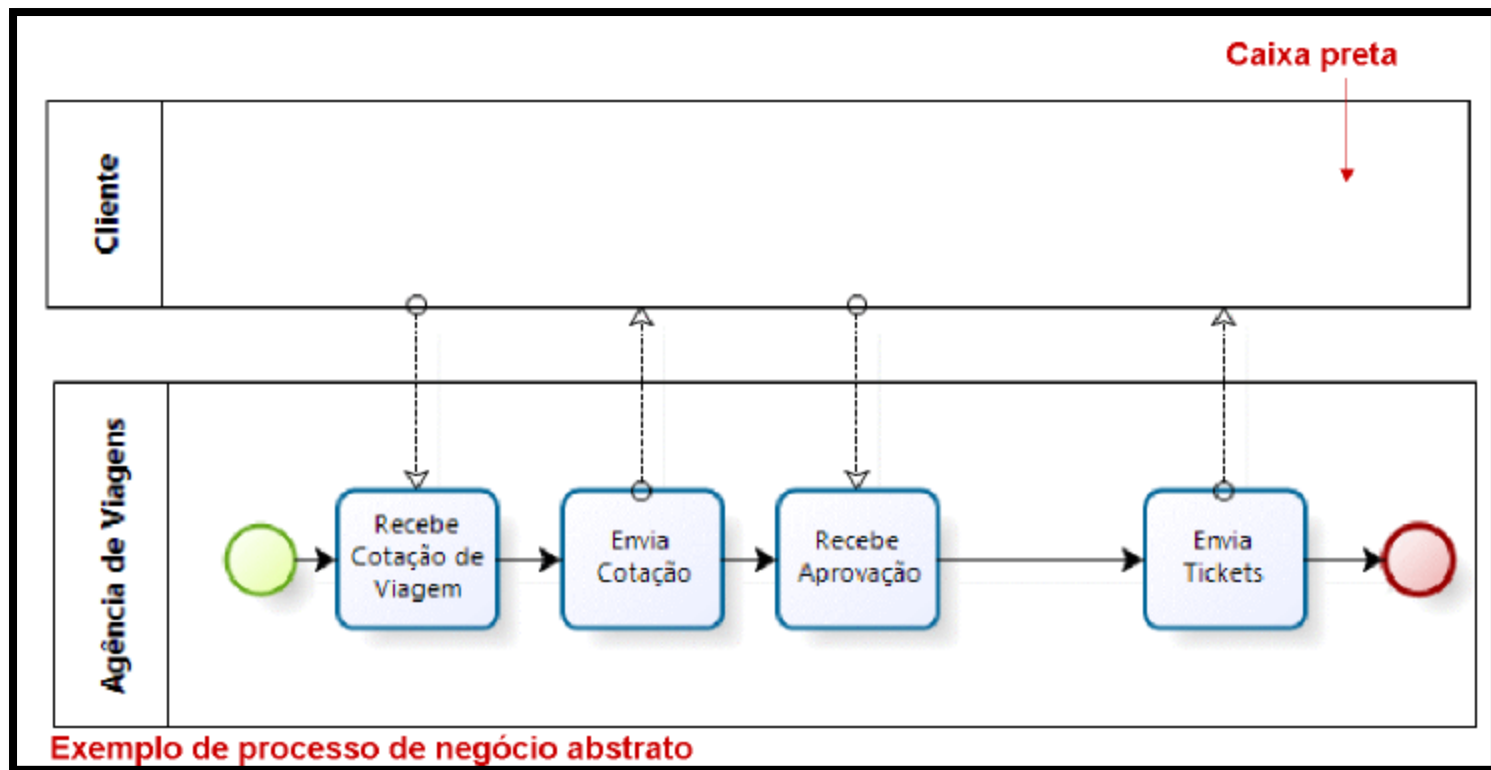 Caixa preta
Cliente
Agência de Viagens
Recebe
Cotação de
Viagem
Envia
Cotação
Recebe
Aprovação
Envia
Tickets
Exemplo de processo de negócio abstrato